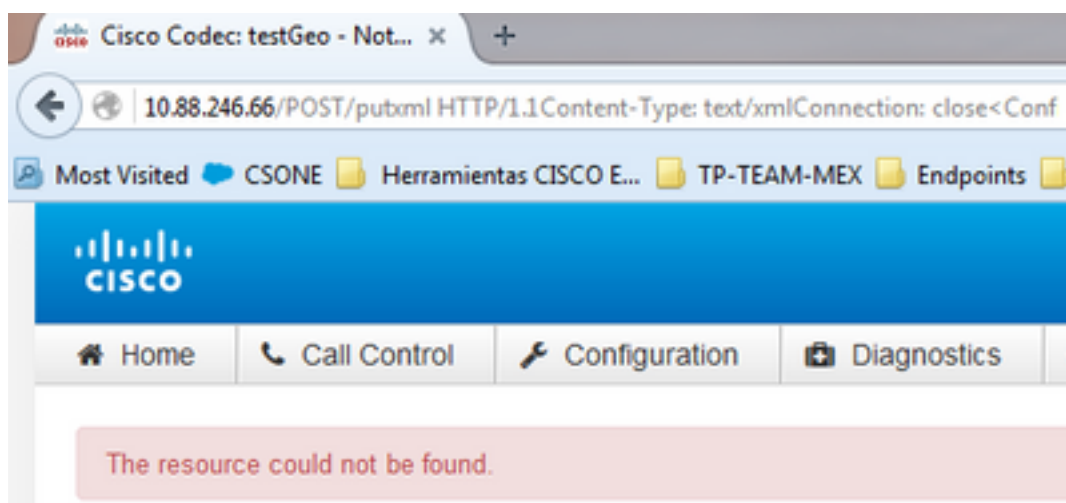 Cisco Codec: testGeo - Not... × +
10.88.246.66/POST/putxml HTTP/1.1Content-Type: text/xmlConnection: close<Conf
Most Visited CSONE Herramientas CISCO E... TP-TEAM-MEX Endpoints
CISCO
Home Call Control Configuration Diagnostics
The resource could not be found.